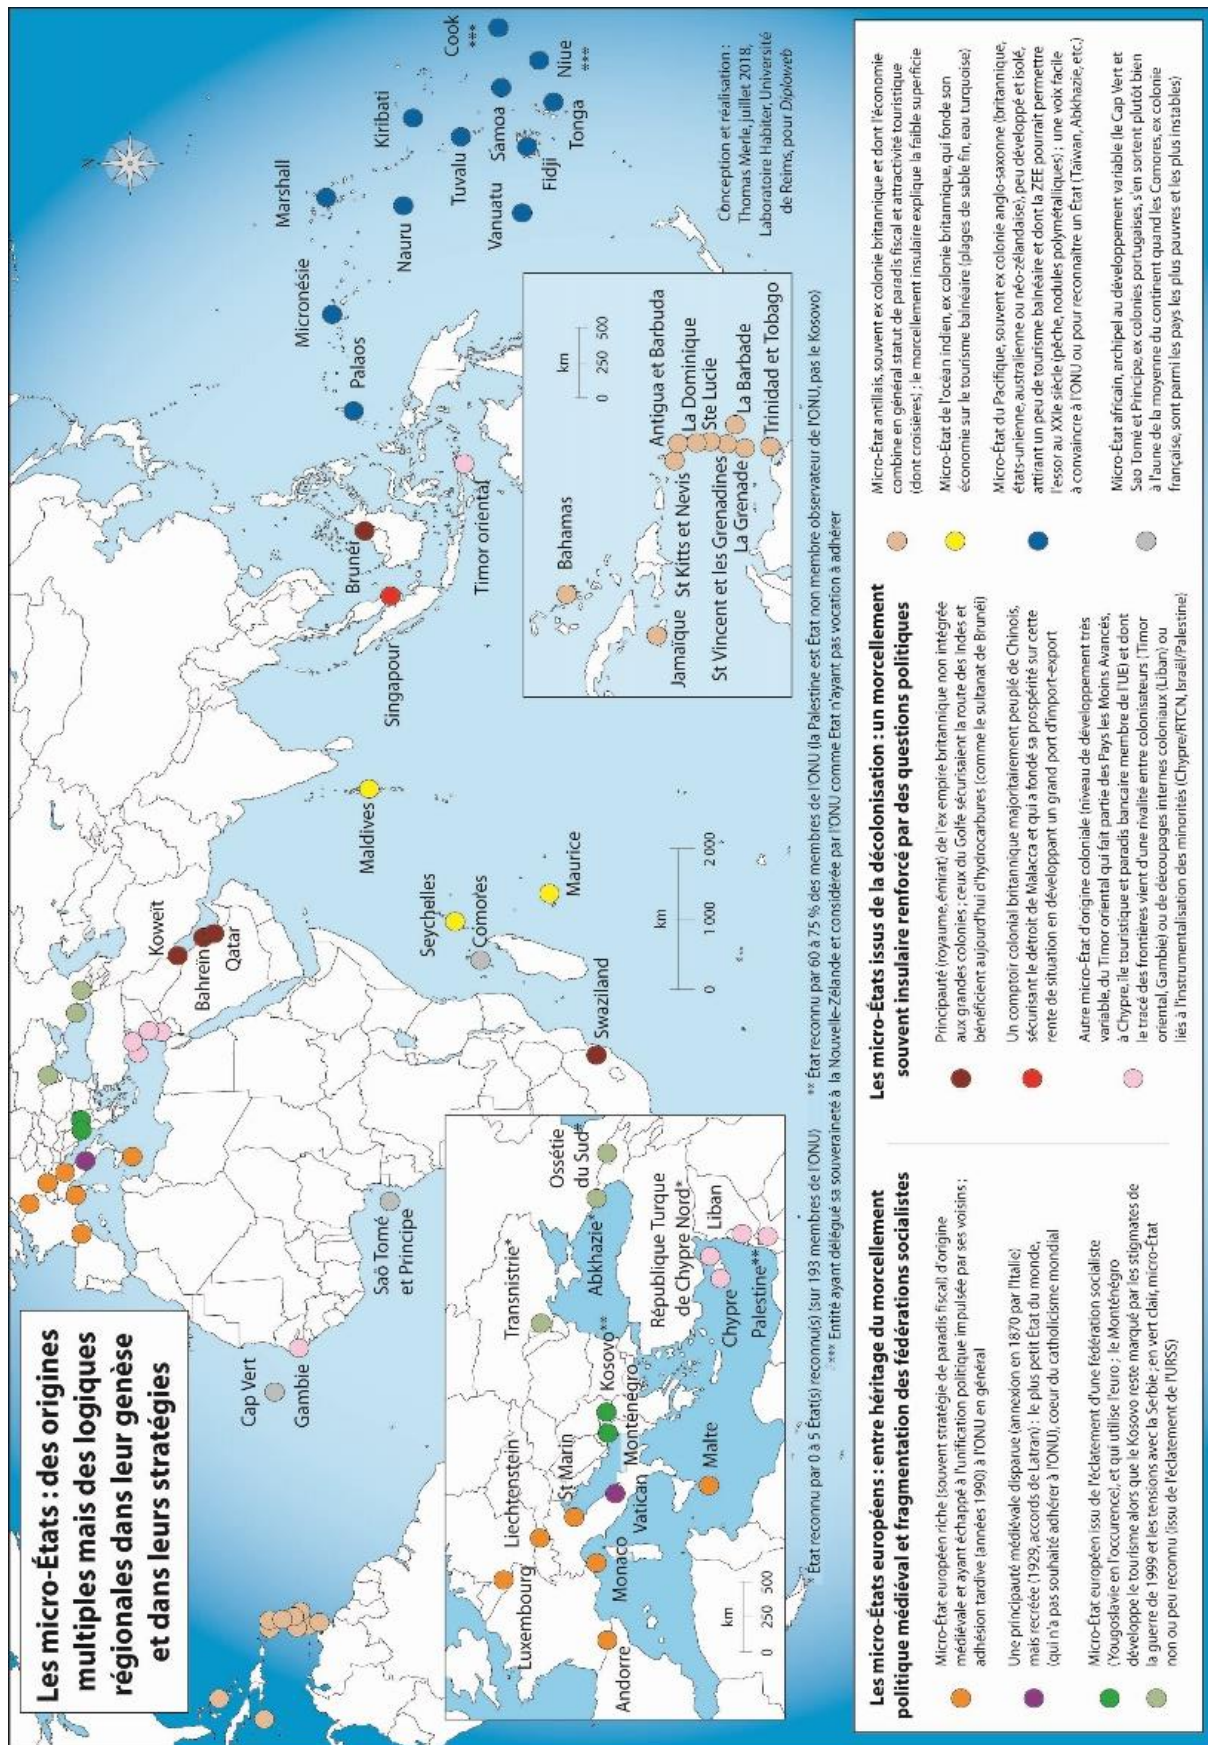 Les micro-États : des origines
multiples mais des logiques
régionales dans leur genèse
et dans leurs stratégies
N
Cap Vert
Gambie
Saõ Tomé
et Principe
Swaziland
Koweït
Bahreïn
Qatar
Seychelles
Comores
Maurice
Maldives
Singapour
Brunéi
Timor oriental
Palaos
Micronésie
Marshall
Nauru
Kiribati
Tuvalu
Vanuatu
Samoa
Fidji
Tonga
Cook
***
Niue
***
km
0 1 000 2 000
Conception et réalisation :
Thomas Merle, juillet 2018,
Laboratoire Habiter, Université
de Reims, pour Diploweb
Luxembourg
Liechtenstein
St Marin
Andorre
Monaco
Vatican
Monténégro
Kosovo**
Malte
Transnistrie*
Abkhazie*
Ossétie
du Sud*
République Turque
de Chypre Nord*
Chypre
Liban
Palestine**
km
0 250 500
Bahamas
Jamaïque
St Kitts et Nevis
Antigua et Barbuda
La Dominique
Ste Lucie
La Barbade
St Vincent et les Grenadines
La Grenade
Trinidad et Tobago
km
0 250 500
* État reconnu par 0 à 5 État(s) reconnu(s) (sur 193 membres de l'ONU)
** État reconnu par 60 à 75 % des membres de l'ONU (la Palestine est État non membre observateur de l'ONU, pas le Kosovo)
*** Entité ayant délégué sa souveraineté à la Nouvelle-Zélande et considérée par l'ONU comme État n'ayant pas vocation à adhérer
Les micro-États européens : entre héritage du morcellement
politique médiéval et fragmentation des fédérations socialistes
Micro-État européen riche (souvent stratégie de paradis fiscal) d'origine
médiévale et ayant échappé à l'unification politique impulsée par ses voisins ;
adhésion tardive (années 1990) à l'ONU en général
Une principauté médiévale disparue (annexion en 1870 par l'Italie)
mais recréée (1929, accords de Latran) : le plus petit État du monde,
(qui n'a pas souhaité adhérer à l'ONU), coeur du catholicisme mondial
Micro-État européen issu de l'éclatement d'une fédération socialiste
(Yougoslavie en l'occurence), et qui utilise l'euro ; le Monténégro
développe le tourisme alors que le Kosovo reste marqué par les stigmates de
la guerre de 1999 et les tensions avec la Serbie ; en vert clair, micro-État
non ou peu reconnu (issu de l'éclatement de l'URSS)
Les micro-États issus de la décolonisation : un morcellement
souvent insulaire renforcé par des questions politiques
Principauté (royaume, émirat) de l'ex empire britannique non intégrée
aux grandes colonies ; ceux du Golfe sécurisaient la route des Indes et
bénéficient aujourd'hui d'hydrocarbures (comme le sultanat de Brunéi)
Un comptoir colonial britannique majoritairement peuplé de Chinois,
sécurisant le détroit de Malacca et qui a fondé sa prospérité sur cette
rente de situation en développant un grand port d'import-export
Autre micro-État d'origine coloniale (niveau de développement très
variable, du Timor oriental qui fait partie des Pays les Moins Avancés,
à Chypre, île touristique et paradis bancaire membre de l'UE) et dont
le tracé des frontières vient d'une rivalité entre colonisateurs (Timor
oriental, Gambie) ou de découpages internes coloniaux (Liban) ou
liés à l'instrumentalisation des minorités (Chypre/RTCN, Israël/Palestine)
Micro-État antillais, souvent ex colonie britannique et dont l'économie
combine en général statut de paradis fiscal et attractivité touristique
(dont croisières) ; le morcellement insulaire explique la faible superficie
Micro-État de l'océan indien, ex colonie britannique, qui fonde son
économie sur le tourisme balnéaire (plages de sable fin, eau turquoise)
Micro-État du Pacifique, souvent ex colonie anglo-saxonne (britannique,
états-unienne, australienne ou néo-zélandaise), peu développé et isolé,
attirant un peu de tourisme balnéaire et dont la ZEE pourrait permettre
l'essor au XXIe siècle (pêche, nodules polymétalliques) ; une voix facile
à convaincre à l'ONU ou pour reconnaître un État (Taïwan, Abkhazie, etc.)
Micro-État africain, archipel au développement variable (le Cap Vert et
Sao Tome et Principe, ex colonies portugaises, s'en sortent plutôt bien
à l'aune de la moyenne du continent quand les Comores, ex colonie
française, sont parmi les pays les plus pauvres et les plus instables)